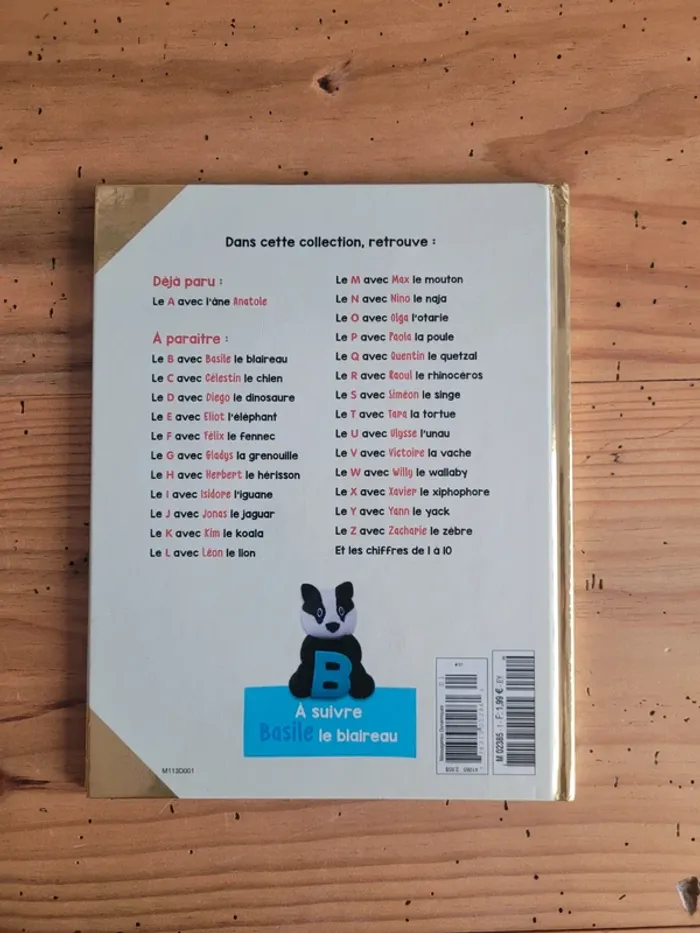 Dans cette collection, retrouve :
Déjà paru :
Le A avec l'âne Anatole
À paraître :
Le B avec Basile le blaireau
Le C avec Célestin le chien
Le D avec Diego le dinosaure
Le E avec Eliot l'éléphant
Le F avec Félix le fennec
Le G avec Gladys la grenouille
Le H avec Herbert le hérisson
Le I avec Isidore l'iguane
Le J avec Jonas le jaguar
Le K avec Kim le koala
Le L avec Léon le lion
Le M avec Max le mouton
Le N avec Nino le naja
Le O avec Olga l'otarie
Le P avec Paola la poule
Le Q avec Quentin le quetzal
Le R avec Raoul le rhinocéros
Le S avec Siméon le singe
Le T avec Tara la tortue
Le U avec Ulysse l'unau
Le V avec Victoire la vache
Le W avec Willy le wallaby
Le X avec Xavier le xiphophore
Le Y avec Yann le yack
Le Z avec Zacharie le zèbre
Et les chiffres de 1 à 10
B
À suivre
Basile le blaireau
M113D001
M 02385 - 1 - F: 1,99 € - EY